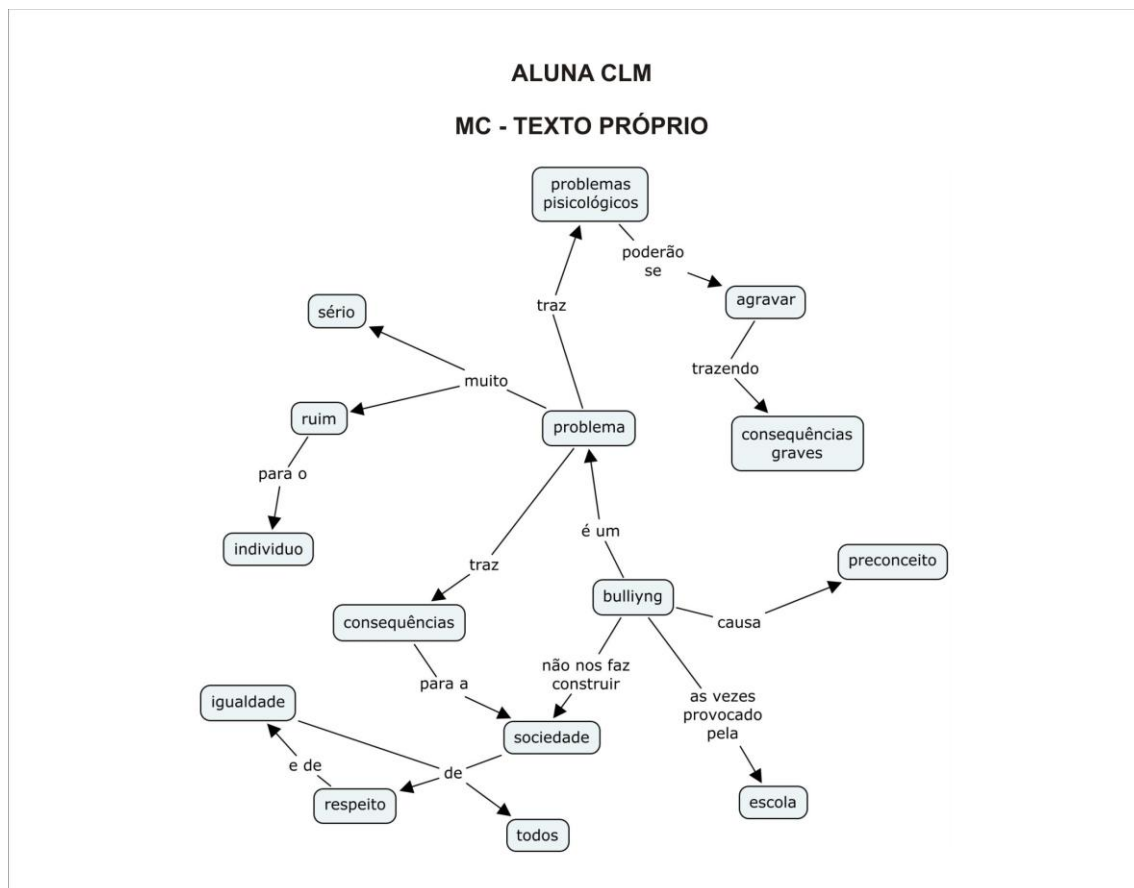 ALUNA CLM
MC - TEXTO PRÓPRIO
problemas
pisicológicos
poderão
se
agravar
traz
sério
trazendo
muito
ruim
problema
consequências
graves
para o
é um
individuo
preconceito
traz
bulliyng
causa
consequências
não nos faz
construir
para a
as vezes
provocado
pela
igualdade
sociedade
e de
de
respeito
escola
todos